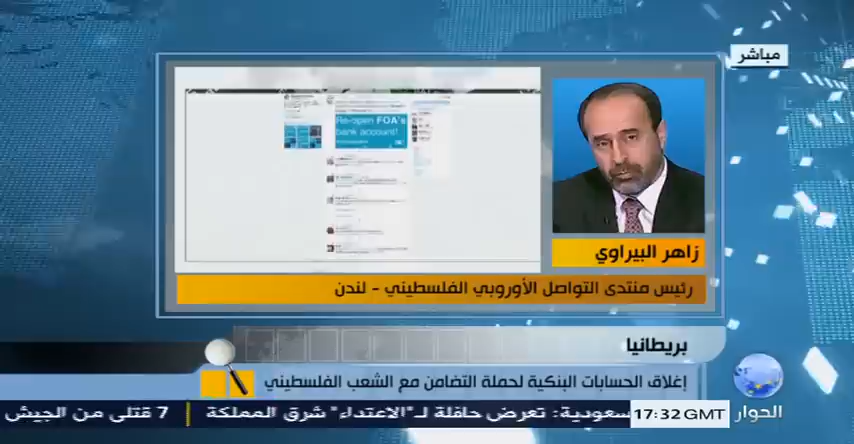 مباشر
Re-open FOA's
bank account!
زاهر البيراوي
رئيس منتدى التواصل الأوروبي الفلسطيني - لندن
بريطانيا
إغلاق الحسابات البنكية لحملة التضامن مع الشعب الفلسطيني
الحوار
17:32 GMT
سعودية: تعرض حافلة لـ"الاعتداء" شرق المملكة
7 قتلى من الجيش